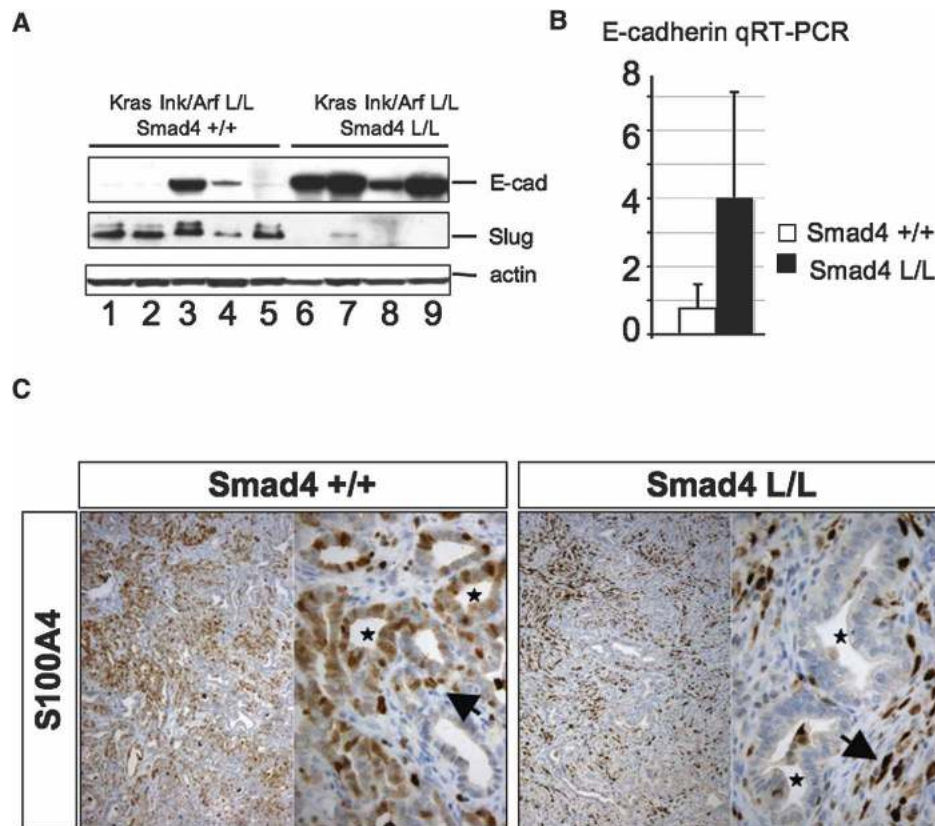 A
Kras Ink/Arf L/L Kras Ink/Arf L/L
Smad4 +/+ Smad4 L/L
E-cad
Slug
actin
1 2 3 4 5 6 7 8 9
B
E-cadherin qRT-PCR
8
6
4
2
0
Smad4 +/+
Smad4 L/L
C
Smad4 +/+ Smad4 L/L
S100A4